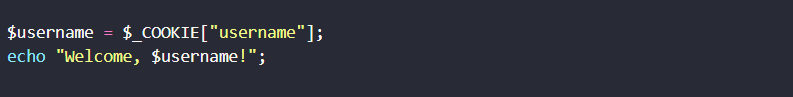 $username = $_COOKIE["username"];
echo "Welcome, $username!";